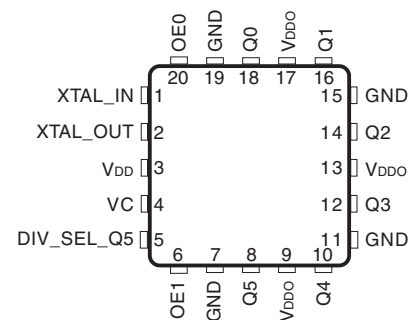 OE0 GND Q0 VDDO Q1
20 19 18 17 16
XTAL_IN 1 15 GND
XTAL_OUT 2 14 Q2
VDD 3 13 VDDO
VC 4 12 Q3
DIV_SEL_Q5 5 11 GND
6 7 8 9 10
OE1 GND Q5 VDDO Q4